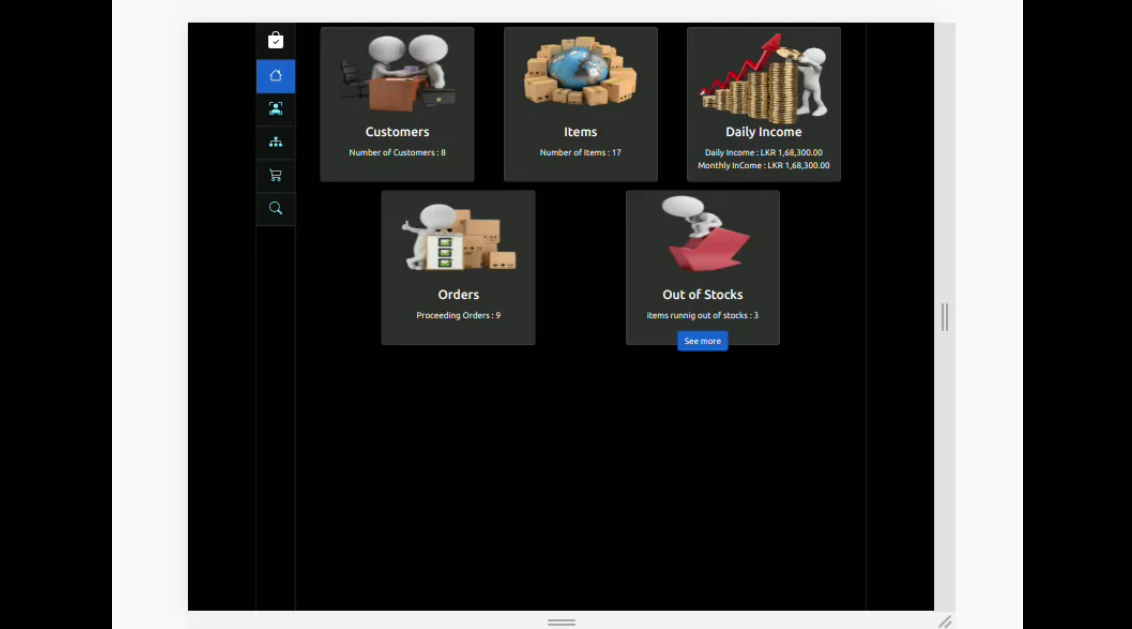 Customers
Number of Customers : 8
Items
Number of Items : 17
Daily Income
Daily Income : LKR 1,68,300.00
Monthly InCome : LKR 1,68,300.00
Orders
Proceeding Orders : 9
Out of Stocks
items runnig out of stocks : 3
See more